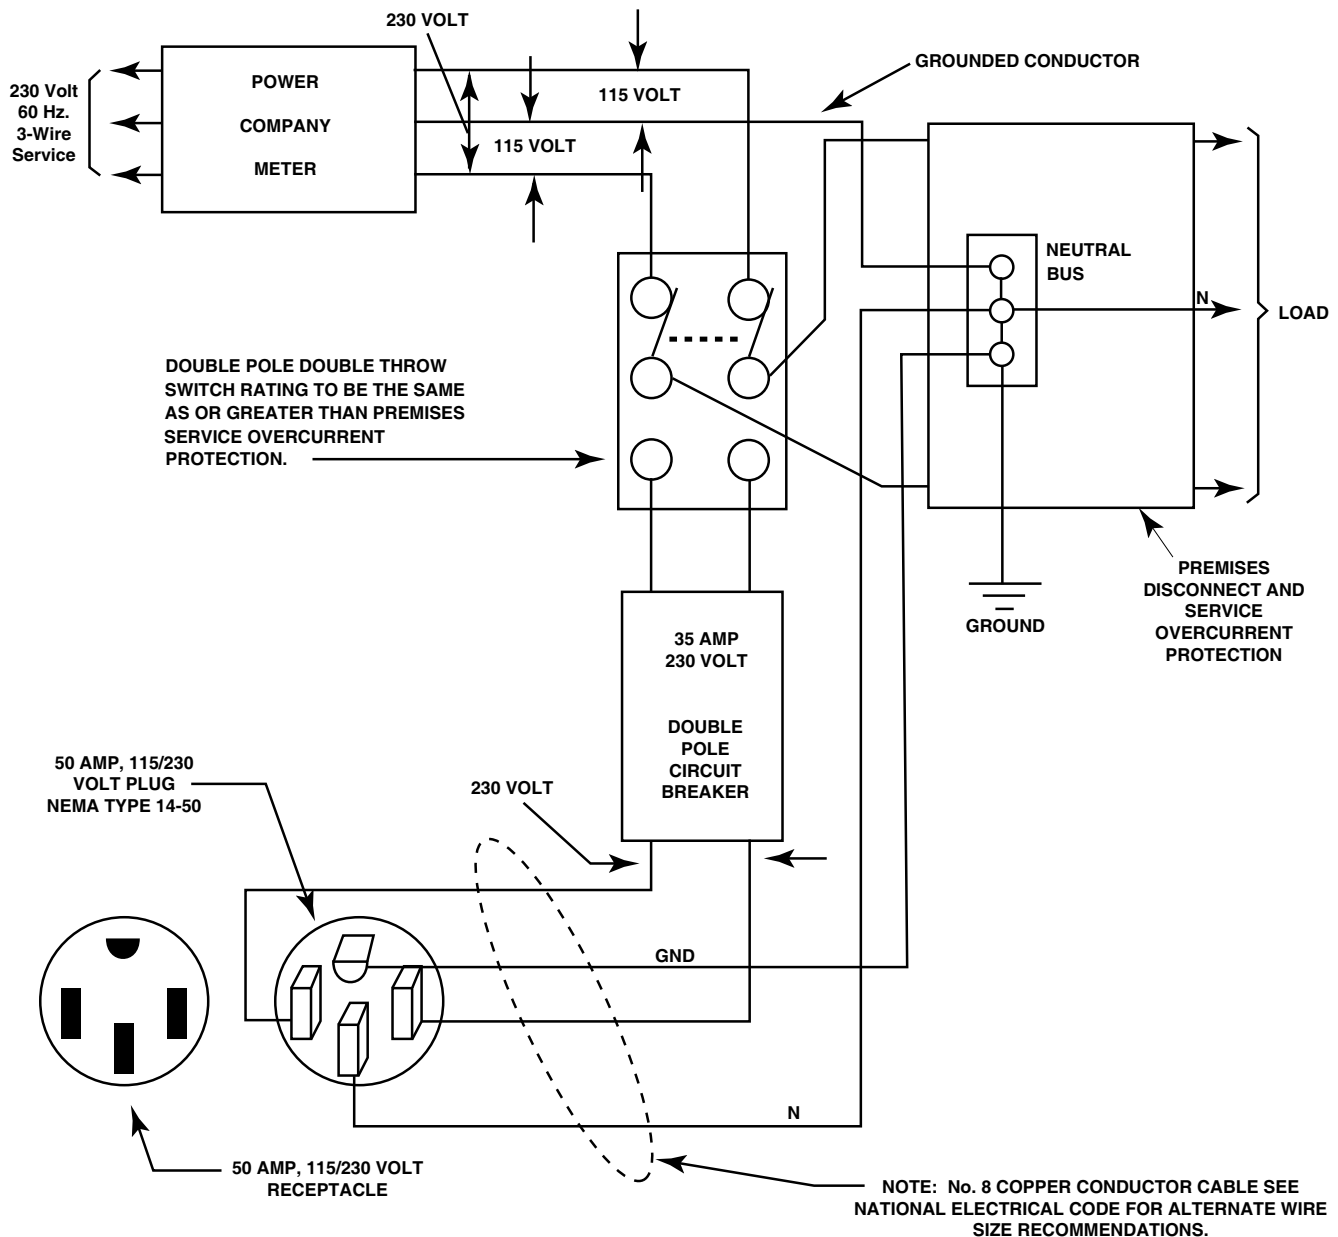 230 VOLT
GROUNDED CONDUCTOR
230 Volt
60 Hz.
3-Wire
Service
POWER
COMPANY
METER
115 VOLT
115 VOLT
NEUTRAL
BUS
N
LOAD
DOUBLE POLE DOUBLE THROW
SWITCH RATING TO BE THE SAME
AS OR GREATER THAN PREMISES
SERVICE OVERCURRENT
PROTECTION.
GROUND
PREMISES
DISCONNECT AND
SERVICE
OVERCURRENT
PROTECTION
35 AMP
230 VOLT
DOUBLE
POLE
CIRCUIT
BREAKER
50 AMP, 115/230
VOLT PLUG
NEMA TYPE 14-50
230 VOLT
GND
N
50 AMP, 115/230 VOLT
RECEPTACLE
NOTE: No. 8 COPPER CONDUCTOR CABLE SEE
NATIONAL ELECTRICAL CODE FOR ALTERNATE WIRE
SIZE RECOMMENDATIONS.